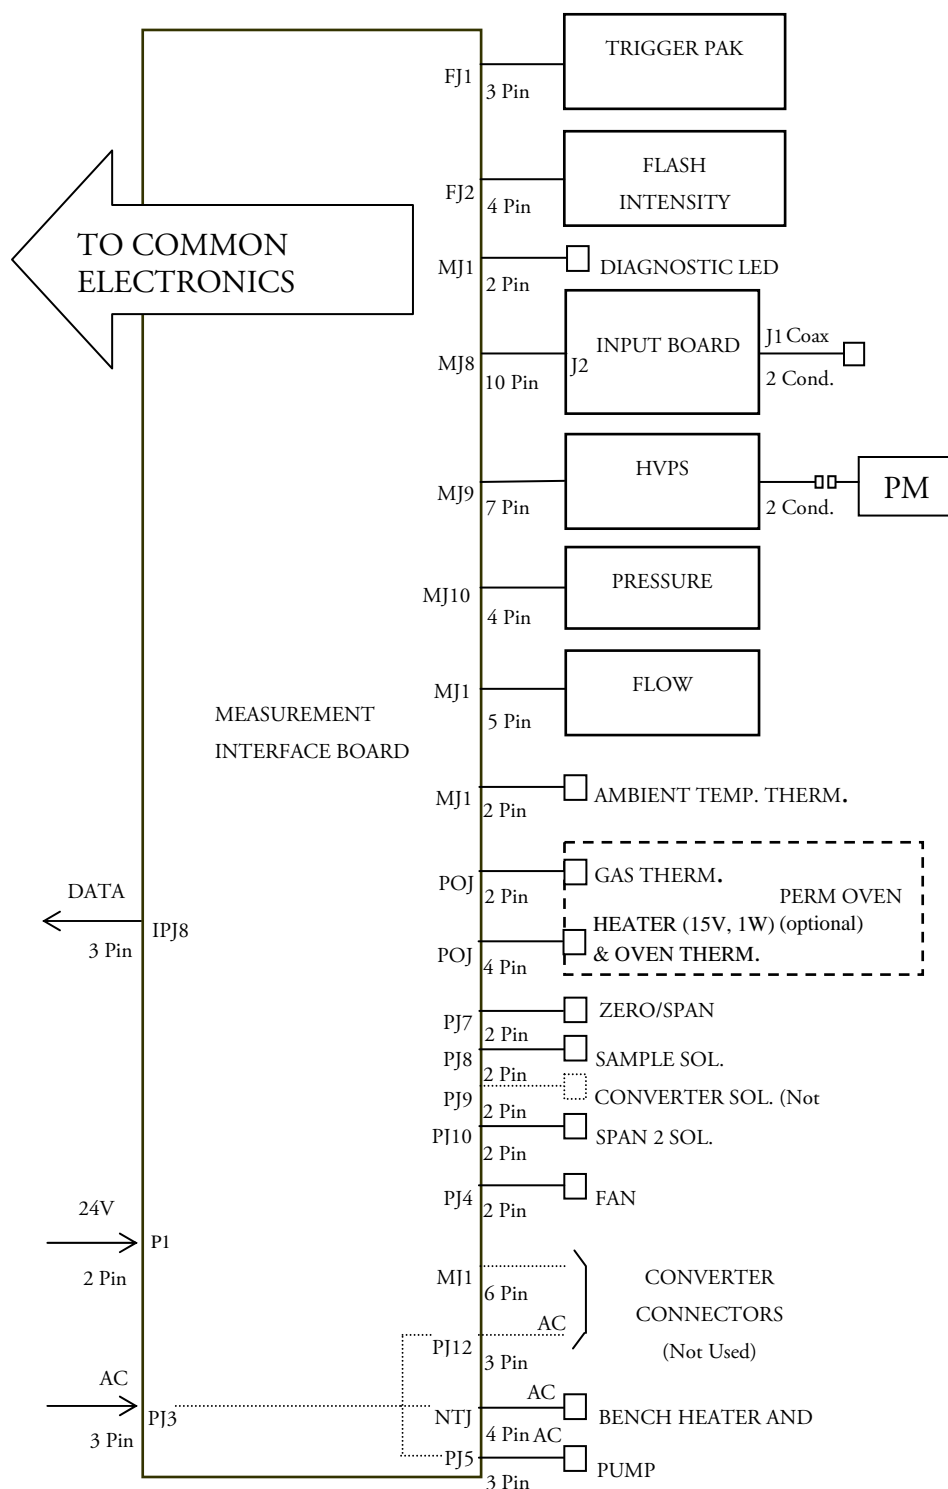 TRIGGER PAK
FJ1
3 Pin
FLASH
INTENSITY
FJ2
4 Pin
TO COMMON
ELECTRONICS
MJ1
2 Pin
DIAGNOSTIC LED
MJ8
10 Pin
J2
INPUT BOARD
J1 Coax
2 Cond.
MJ9
7 Pin
HVPS
2 Cond.
PM
MJ10
4 Pin
PRESSURE
MJ1
5 Pin
FLOW
MEASUREMENT
INTERFACE BOARD
MJ1
2 Pin
AMBIENT TEMP. THERM.
POJ
2 Pin
GAS THERM.
PERM OVEN
(optional)
POJ
4 Pin
HEATER (15V, 1W)
& OVEN THERM.
DATA
3 Pin
IPJ8
PJ7
2 Pin
ZERO/SPAN
PJ8
2 Pin
SAMPLE SOL.
PJ9
2 Pin
CONVERTER SOL. (Not
PJ10
2 Pin
SPAN 2 SOL.
PJ4
2 Pin
FAN
24V
2 Pin
P1
MJ1
6 Pin
CONVERTER
CONNECTORS
(Not Used)
PJ12
AC
3 Pin
AC
3 Pin
PJ3
NTJ
AC
4 Pin
BENCH HEATER AND
PJ5
AC
3 Pin
PUMP